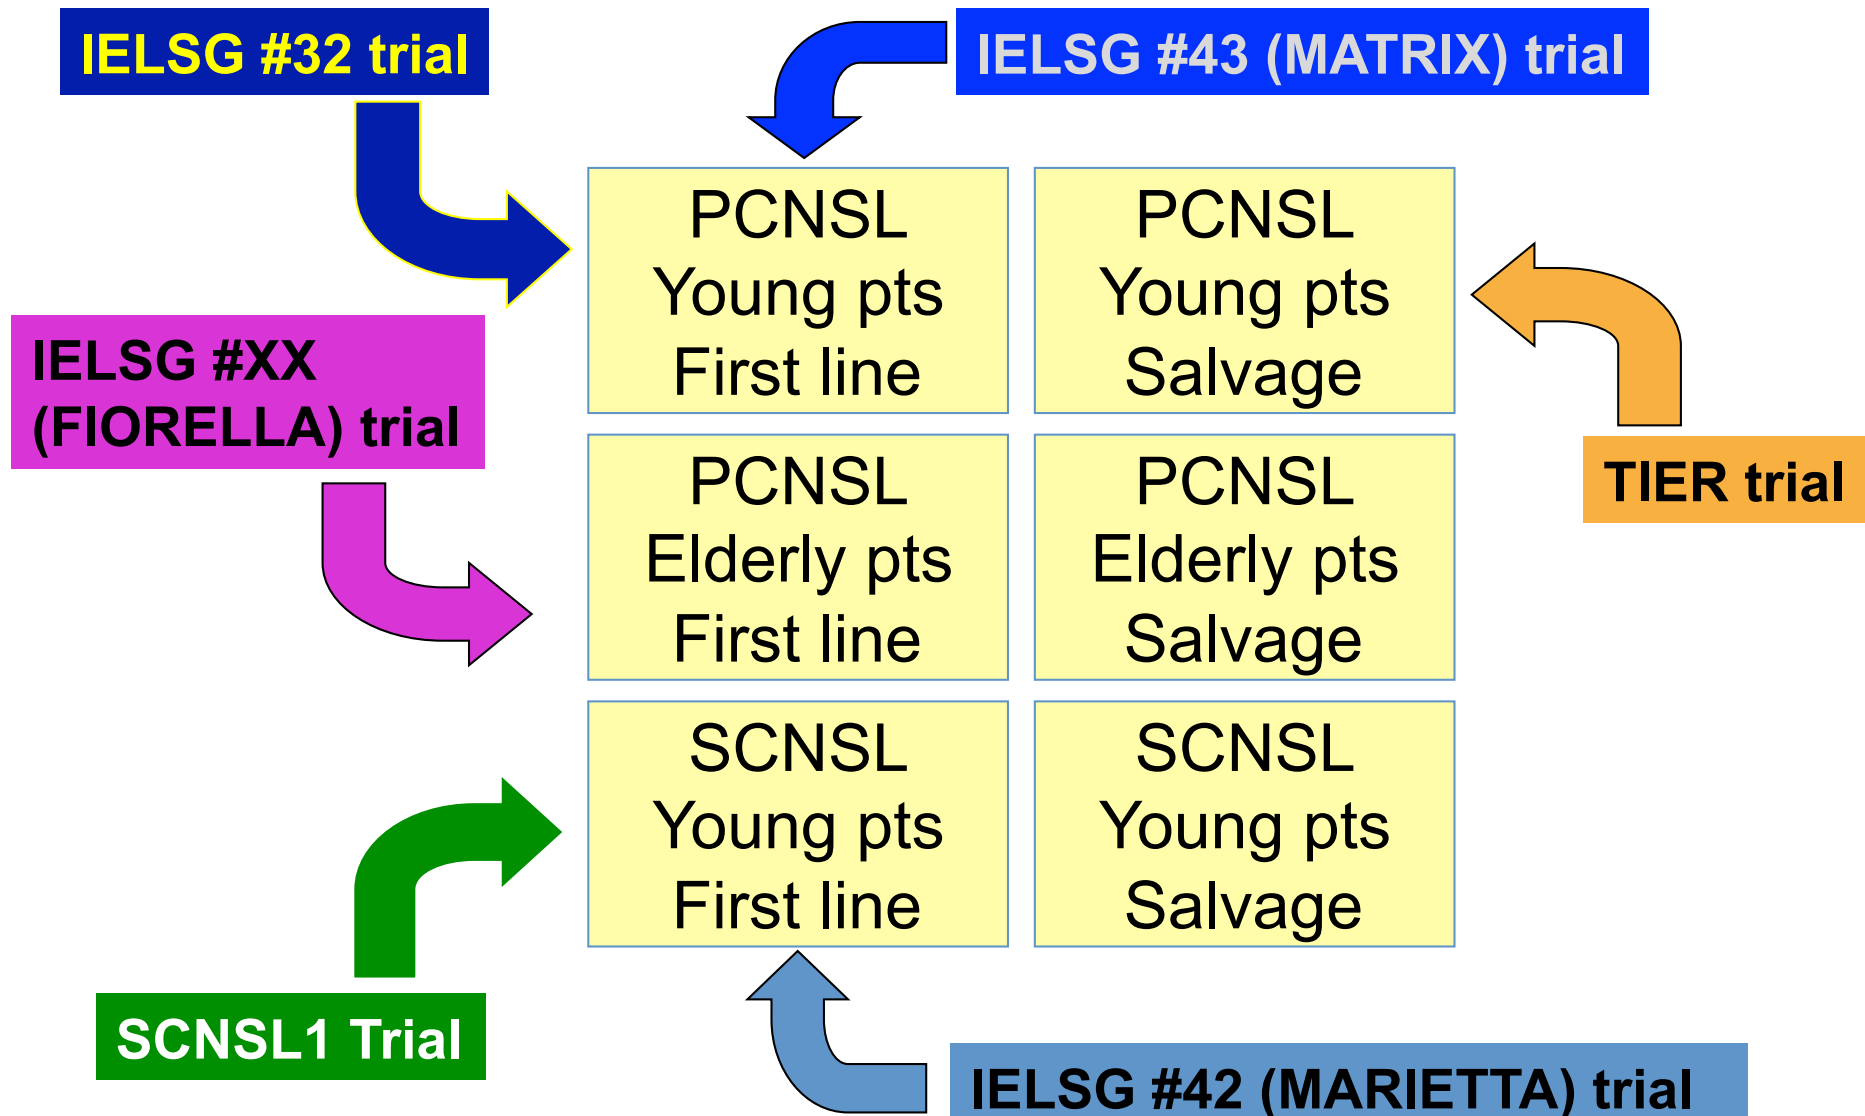 IELSG #32 trial
IELSG #43 (MATRIX) trial
PCNSL
Young pts
First line
PCNSL
Young pts
Salvage
IELSG #XX
(FIORELLA) trial
TIER trial
PCNSL
Elderly pts
First line
PCNSL
Elderly pts
Salvage
SCNSL
Young pts
First line
SCNSL
Young pts
Salvage
SCNSL1 Trial
IELSG #42 (MARIETTA) trial